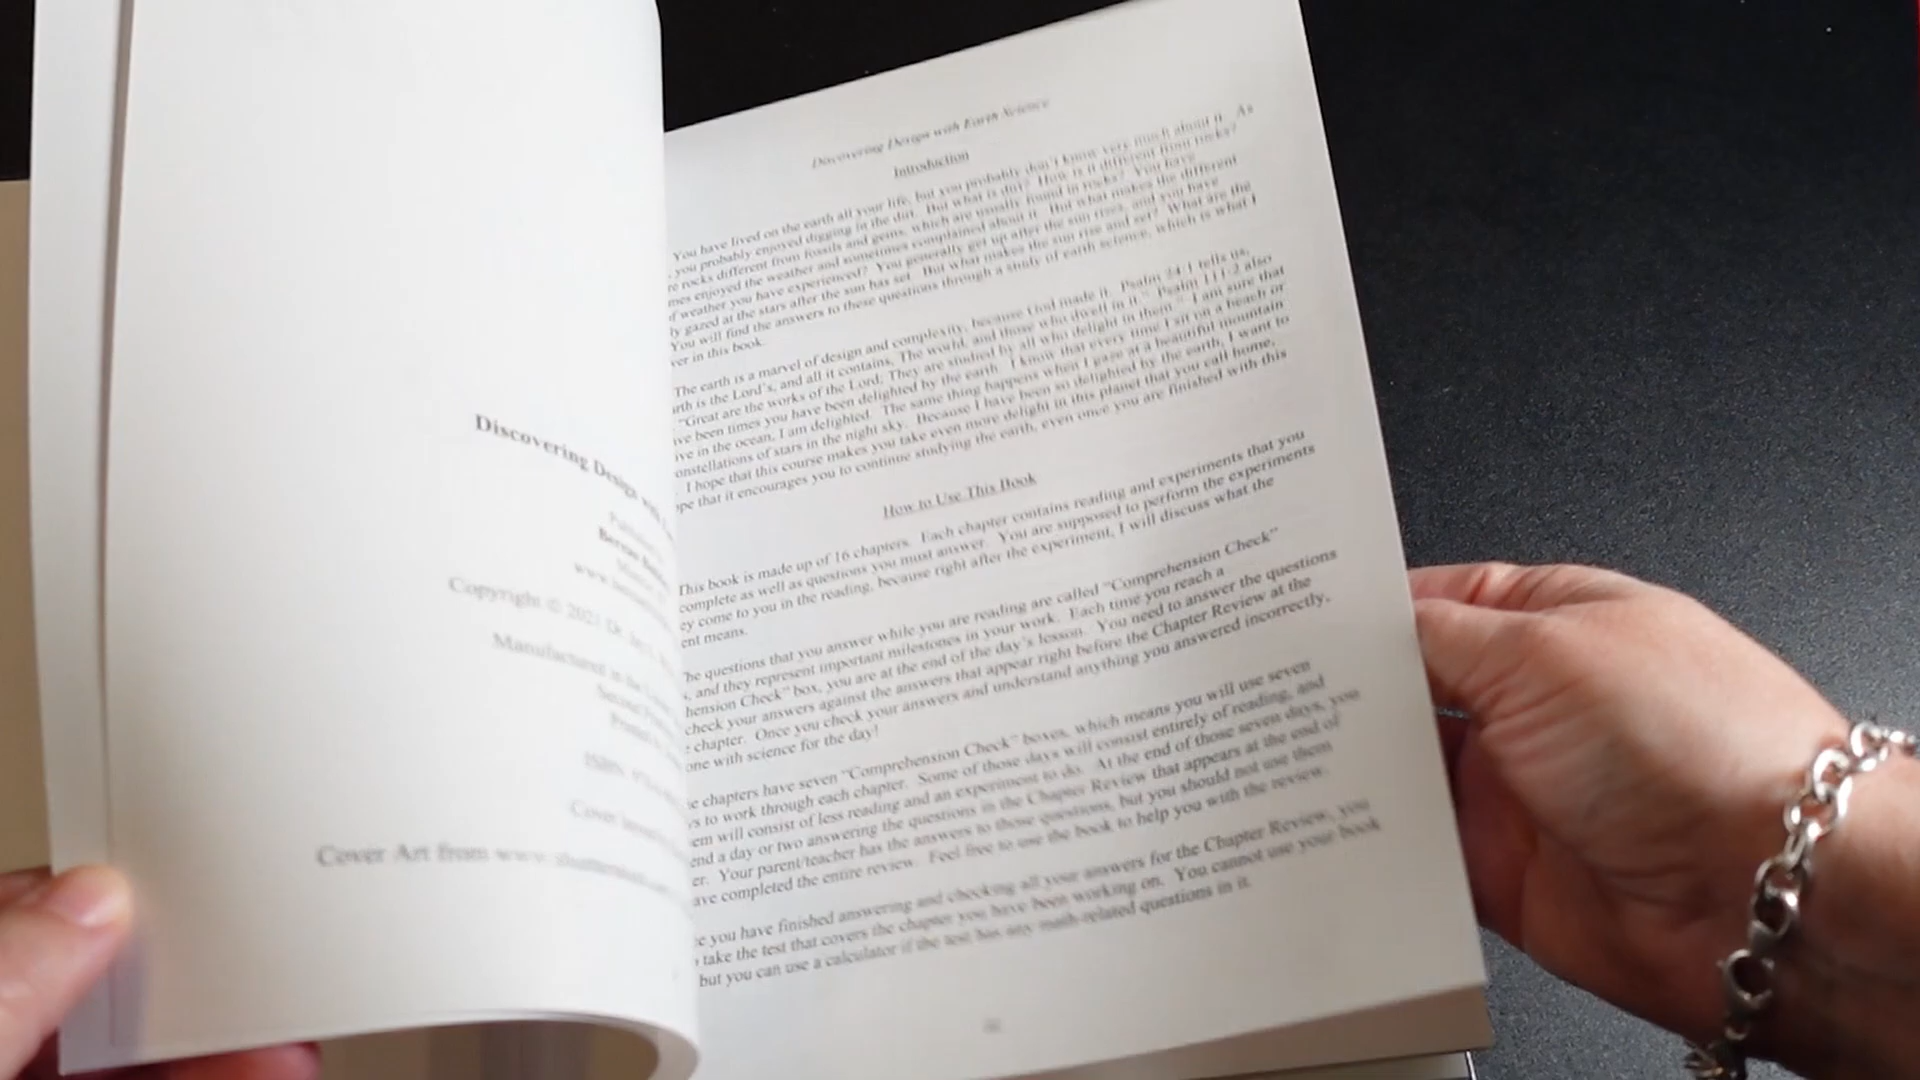 Discovering Design with
Copyright © 2021 Dr.
Manufactured in the
Cover Art from www.
Discovering Design with Earth Science
Introduction
You have lived on the earth all your life, but you probably don't know very much about it. As
you probably enjoyed digging in the dirt. But what is dirt? How is it different from rocks?
re rocks different from fossils and gems, which are usually found in rocks? You have
mes enjoyed the weather and sometimes complained about it. But what makes the different
f weather you have experienced? You generally get up after the sun rises, and you have
ly gazed at the stars after the sun has set. But what makes the sun rise and set? What are the
You will find the answers to these questions through a study of earth science, which is what I
ver in this book.
The earth is a marvel of design and complexity, because God made it. Psalm 24:1 tells us,
arth is the Lord's, and all it contains, The world, and those who dwell in it." Psalm 111:2 also
"Great are the works of the Lord; They are studied by all who delight in them." I am sure that
ve been times you have been delighted by the earth. I know that every time I sit on a beach or
ive in the ocean, I am delighted. The same thing happens when I gaze at a beautiful mountain
onstellations of stars in the night sky. Because I have been so delighted by the earth, I want to
I hope that this course makes you take even more delight in this planet that you call home,
ope that it encourages you to continue studying the earth, even once you are finished with this
How to Use This Book
This book is made up of 16 chapters. Each chapter contains reading and experiments that you
complete as well as questions you must answer. You are supposed to perform the experiments
ey come to you in the reading, because right after the experiment, I will discuss what the
ent means.
he questions that you answer while you are reading are called "Comprehension Check"
s, and they represent important milestones in your work. Each time you reach a
hension Check" box, you are at the end of the day's lesson. You need to answer the questions
check your answers against the answers that appear right before the Chapter Review at the
e chapter. Once you check your answers and understand anything you answered incorrectly,
one with science for the day!
e chapters have seven "Comprehension Check" boxes, which means you will use seven
rs to work through each chapter. Some of those days will consist entirely of reading, and
em will consist of less reading and an experiment to do. At the end of those seven days, you
end a day or two answering the questions in the Chapter Review that appears at the end of
er. Your parent/teacher has the answers to those questions, but you should not use them
ave completed the entire review. Feel free to use the book to help you with the review.
e you have finished answering and checking all your answers for the Chapter Review, you
take the test that covers the chapter you have been working on. You cannot use your book
but you can use a calculator if the test has any math-related questions in it.